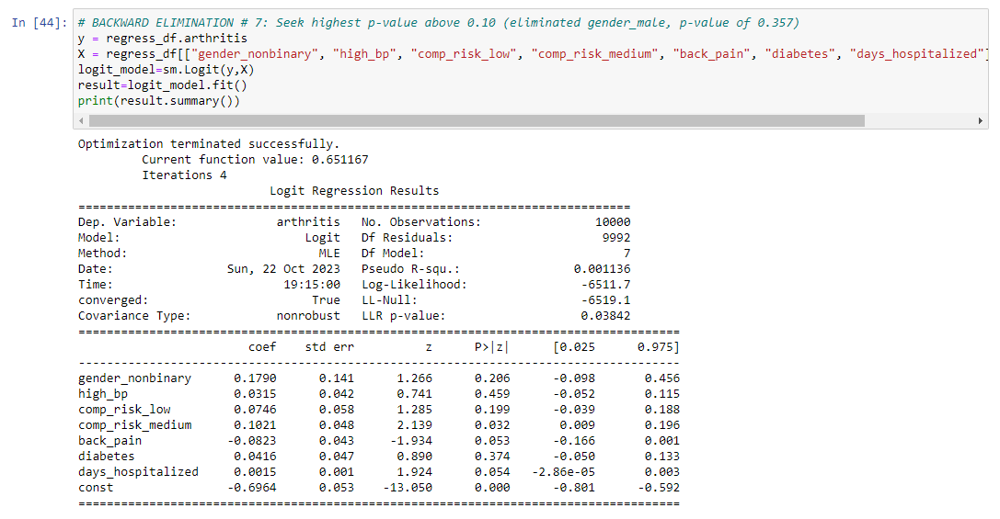 In [44]: # BACKWARD ELIMINATION # 7: Seek highest p-value above 0.10 (eliminated gender_male, p-value of 0.357)
y = regress_df.arthritis
X = regress_df[["gender_nonbinary", "high_bp", "comp_risk_low", "comp_risk_medium", "back_pain", "diabetes", "days_hospitalized"]
logit_model=sm.Logit(y,X)
result=logit_model.fit()
print(result.summary())
Optimization terminated successfully.
Current function value: 0.651167
Iterations 4
Logit Regression Results
==============================================================================
Dep. Variable: arthritis No. Observations: 10000
Model: Logit Df Residuals: 9992
Method: MLE Df Model: 7
Date: Sun, 22 Oct 2023 Pseudo R-squ.: 0.001136
Time: 19:15:00 Log-Likelihood: -6511.7
converged: True LL-Null: -6519.1
Covariance Type: nonrobust LLR p-value: 0.03842
=====================================================================================
coef std err z P>|z| [0.025 0.975]
-------------------------------------------------------------------------------------
gender_nonbinary 0.1790 0.141 1.266 0.206 -0.098 0.456
high_bp 0.0315 0.042 0.741 0.459 -0.052 0.115
comp_risk_low 0.0746 0.058 1.285 0.199 -0.039 0.188
comp_risk_medium 0.1021 0.048 2.139 0.032 0.009 0.196
back_pain -0.0823 0.043 -1.934 0.053 -0.166 0.001
diabetes 0.0416 0.047 0.890 0.374 -0.050 0.133
days_hospitalized 0.0015 0.001 1.924 0.054 -2.86e-05 0.003
const -0.6964 0.053 -13.050 0.000 -0.801 -0.592
=====================================================================================